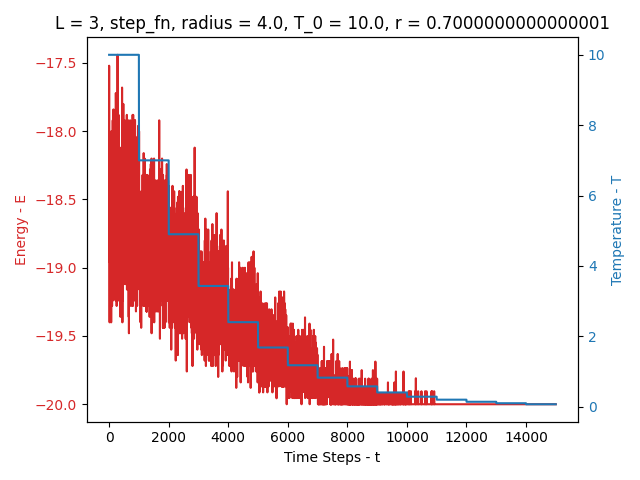 L = 3, step_fn, radius = 4.0, T_0 = 10.0, r = 0.7000000000000001
−17.5
−18.0
−18.5
−19.0
−19.5
−20.0
Energy - E
10
8
6
4
2
0
Temperature - T
0 2000 4000 6000 8000 10000 12000 14000
Time Steps - t